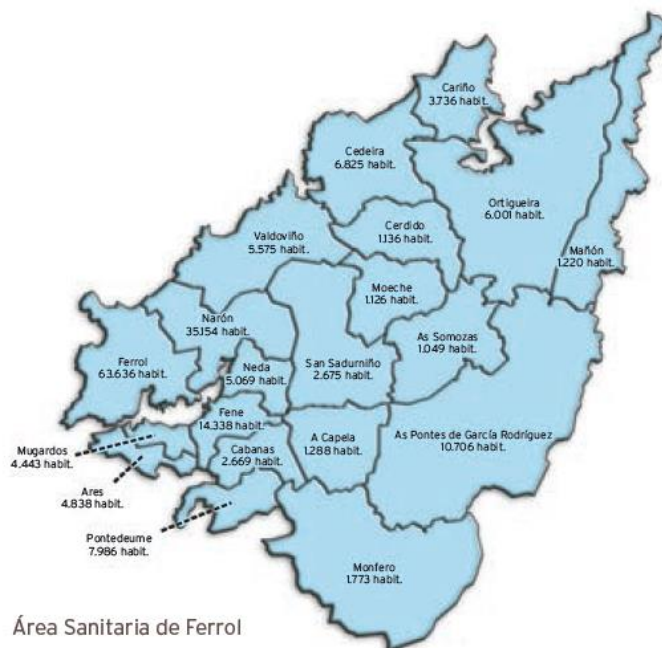 Cariño
3.736 habit.
Cedeira
6.825 habit.
Ortigueira
6.001 habit.
Cerdido
1.136 habit.
Valdoviño
5.575 habit.
Mañón
1.220 habit.
Moeche
1.126 habit.
Narón
35.154 habit.
As Somozas
1.049 habit.
Ferrol
63.636 habit.
Neda
5.069 habit.
San Sadurniño
2.675 habit.
Fene
14.338 habit.
As Pontes de García Rodríguez
10.706 habit.
A Capela
1.288 habit.
Mugardos
4.443 habit.
Cabanas
2.669 habit.
Ares
4.838 habit.
Pontedeume
7.986 habit.
Monfero
1.773 habit.
Área Sanitaria de Ferrol